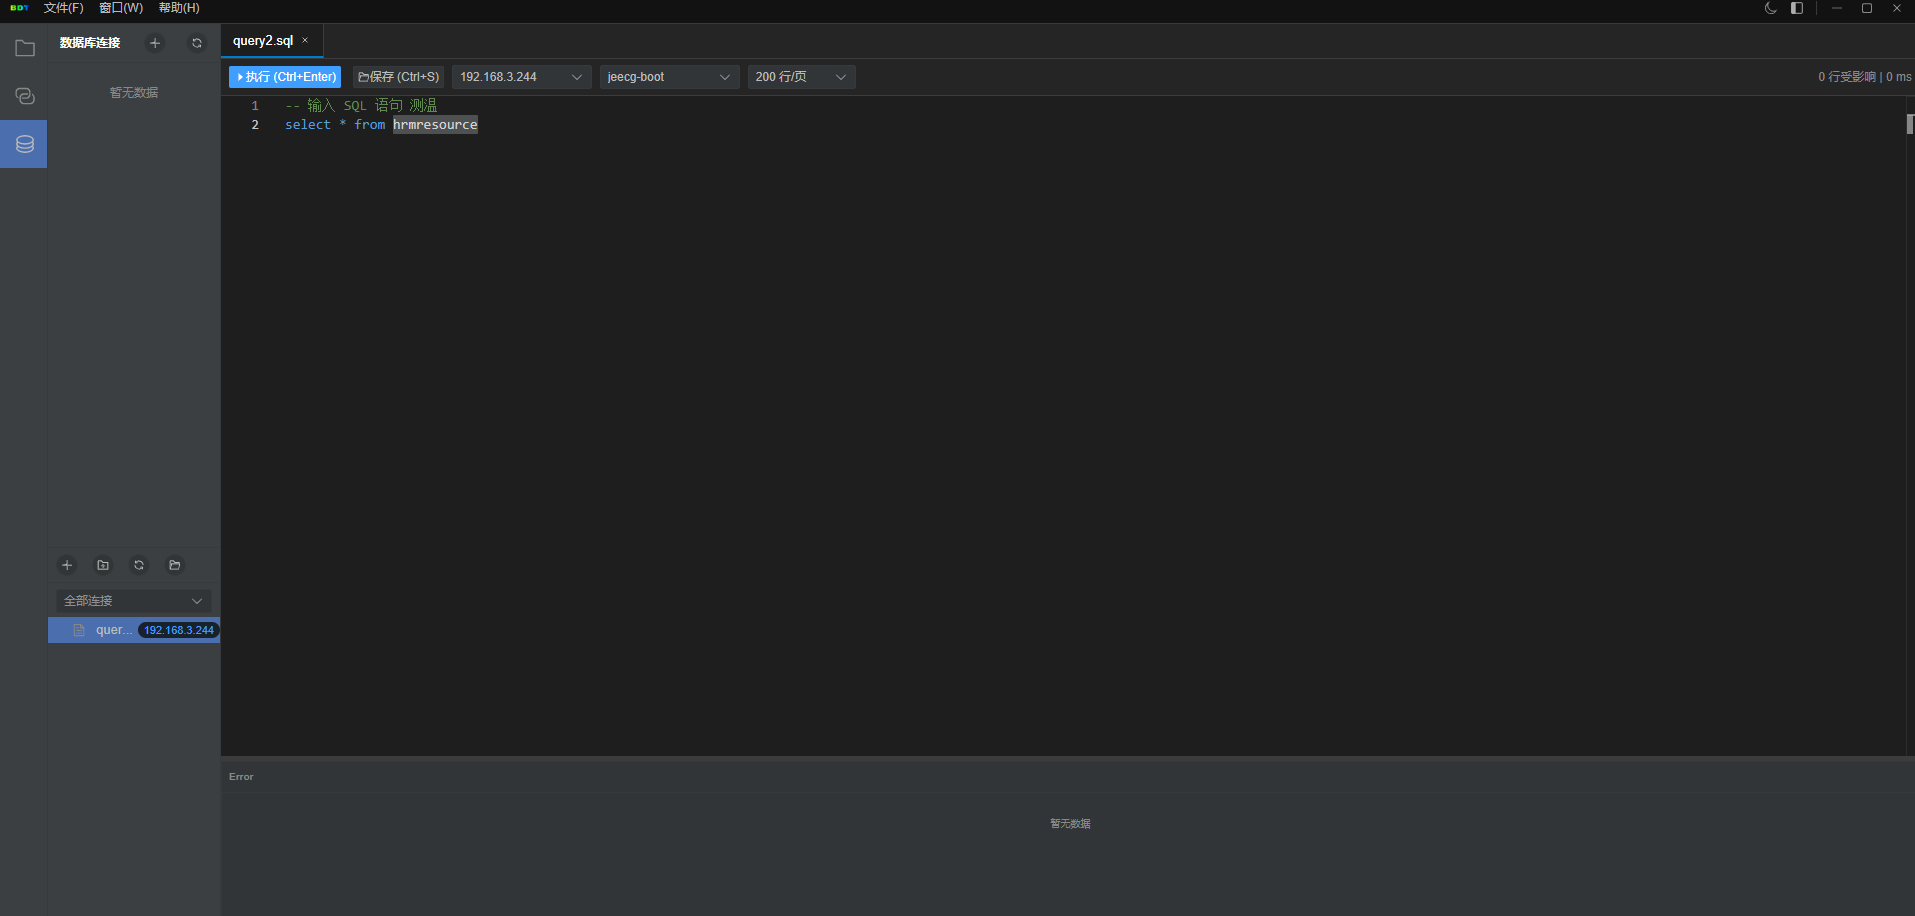 BDY 文件(F) 窗口(W) 帮助(H)
数据库连接
暂无数据
query2.sql
执行 (Ctrl+Enter) 保存 (Ctrl+S) 192.168.3.244 jeecg-boot 200 行/页 0 行受影响 | 0 ms
1 -- 输入 SQL 语句 测温
2 select * from hrmresource
全部连接
quer... 192.168.3.244
Error
暂无数据